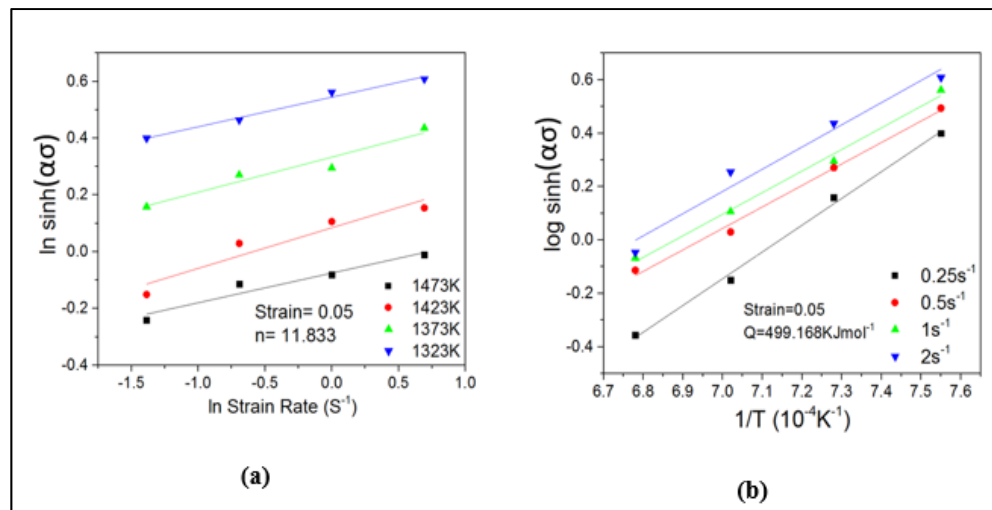 ln sinh(ασ)
0.6
0.4
0.2
0.0
-0.2
-0.4
-1.5
-1.0
-0.5
0.0
0.5
1.0
ln Strain Rate (S⁻¹)
Strain= 0.05
n= 11.833
1473K
1423K
1373K
1323K
(a)
log sinh(ασ)
0.6
0.4
0.2
0.0
-0.2
-0.4
6.7
6.8
6.9
7.0
7.1
7.2
7.3
7.4
7.5
7.6
1/T (10⁻⁴K⁻¹)
Strain=0.05
Q=499.168KJmol⁻¹
0.25s⁻¹
0.5s⁻¹
1s⁻¹
2s⁻¹
(b)